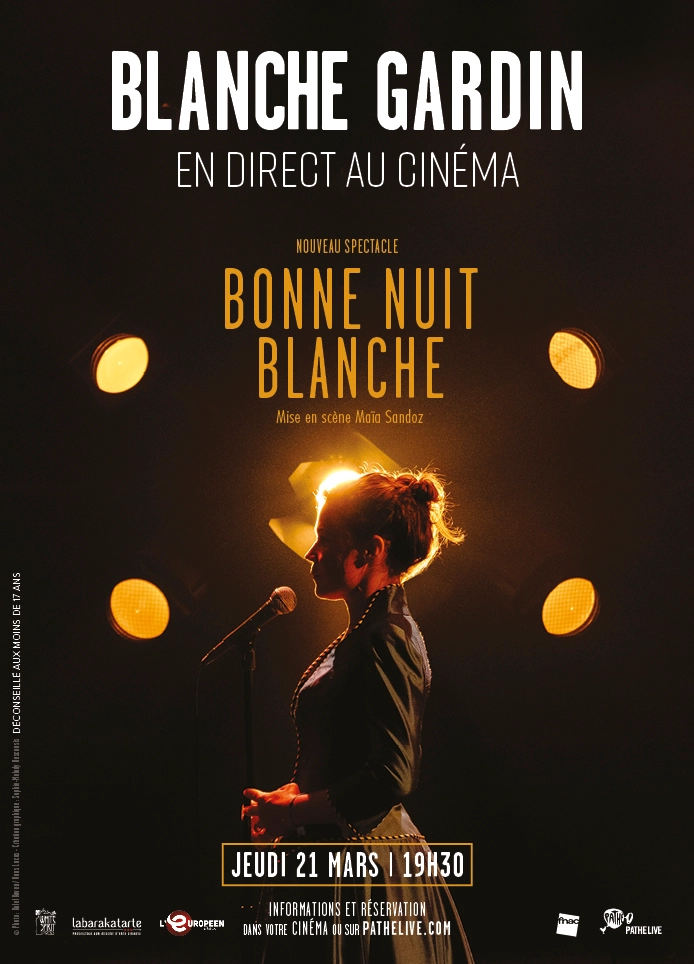 BLANCHE GARDIN
EN DIRECT AU CINÉMA
NOUVEAU SPECTACLE
BONNE NUIT
BLANCHE
Mise en scène Maïa Sandoz
DÉCONSEILLÉ AUX MOINS DE 17 ANS
JEUDI 21 MARS | 19H30
INFORMATIONS ET RÉSERVATION
DANS VOTRE CINÉMA OU SUR PATHELIVE.COM
labarakatarte
L'EUROPEEN
fnac
PATHE LIVE